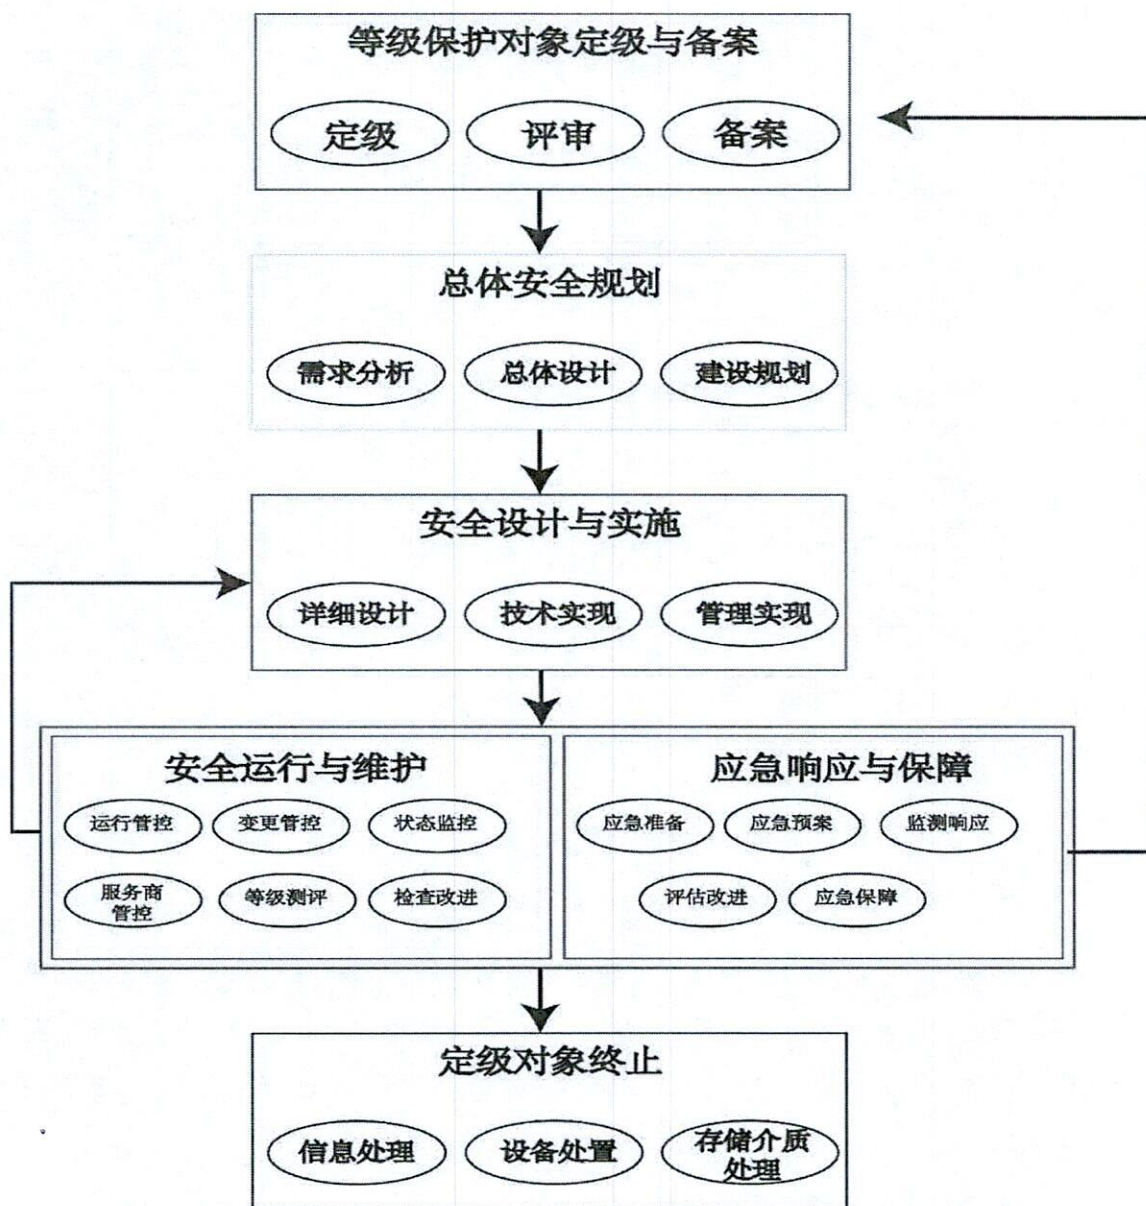 等级保护对象定级与备案
定级 评审 备案
总体安全规划
需求分析 总体设计 建设规划
安全设计与实施
详细设计 技术实现 管理实现
安全运行与维护
运行管控 变更管控 状态监控
服务商
管控
等级测评 检查改进
应急响应与保障
应急准备 应急预案 监测响应
评估改进 应急保障
定级对象终止
信息处理 设备处置 存储介质
处理